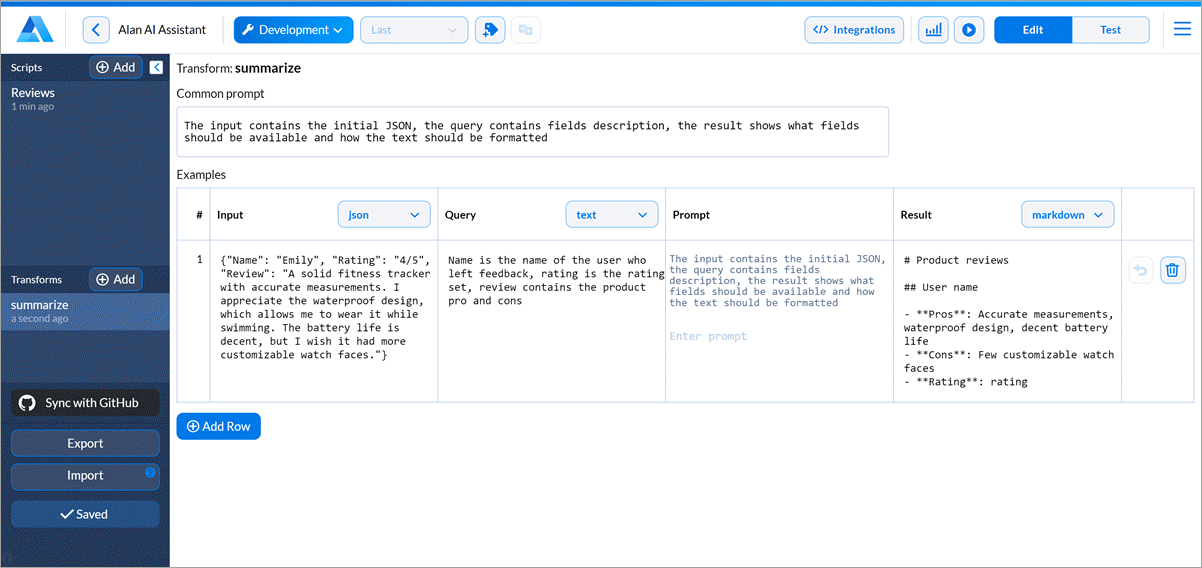 Alan AI Assistant
Development
Last
</> Integrations
Edit
Test
Scripts
Add
Reviews
1 min ago
Transforms
Add
summarize
a second ago
Sync with GitHub
Export
Import
?
Saved
Transform: summarize
Common prompt
The input contains the initial JSON, the query contains fields description, the result shows what fields
should be available and how the text should be formatted
Examples
#
Input
json
Query
text
Prompt
Result
markdown
1
{"Name": "Emily", "Rating": "4/5",
"Review": "A solid fitness tracker
with accurate measurements. I
appreciate the waterproof design,
which allows me to wear it while
swimming. The battery life is
decent, but I wish it had more
customizable watch faces."}
Name is the name of the user who
left feedback, rating is the rating
set, review contains the product
pro and cons
The input contains the initial JSON,
the query contains fields
description, the result shows what
fields should be available and how
the text should be formatted
Enter prompt
# Product reviews
## User name
- **Pros**: Accurate measurements,
waterproof design, decent battery
life
- **Cons**: Few customizable watch
faces
- **Rating**: rating
Add Row